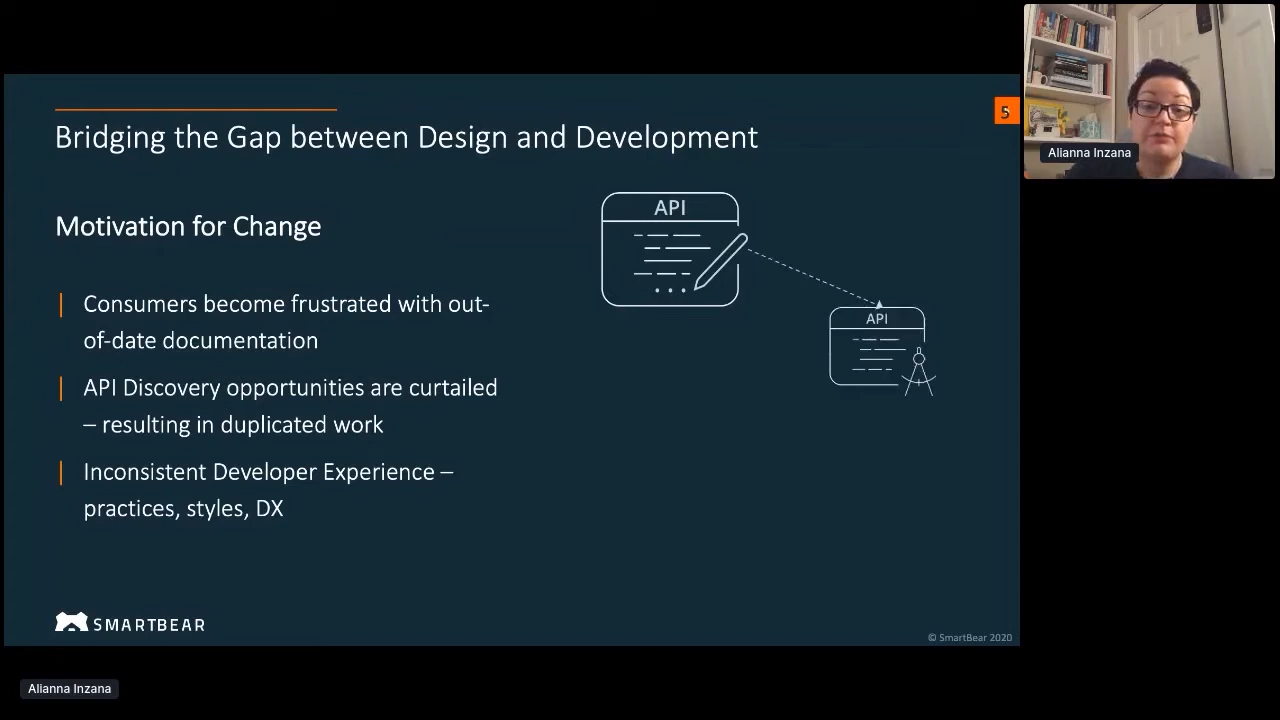 Bridging the Gap between Design and Development
5
Motivation for Change
Consumers become frustrated with out-
of-date documentation
API Discovery opportunities are curtailed
– resulting in duplicated work
Inconsistent Developer Experience –
practices, styles, DX
API
API
SMARTBEAR
© SmartBear 2020
Alianna Inzana
Alianna Inzana